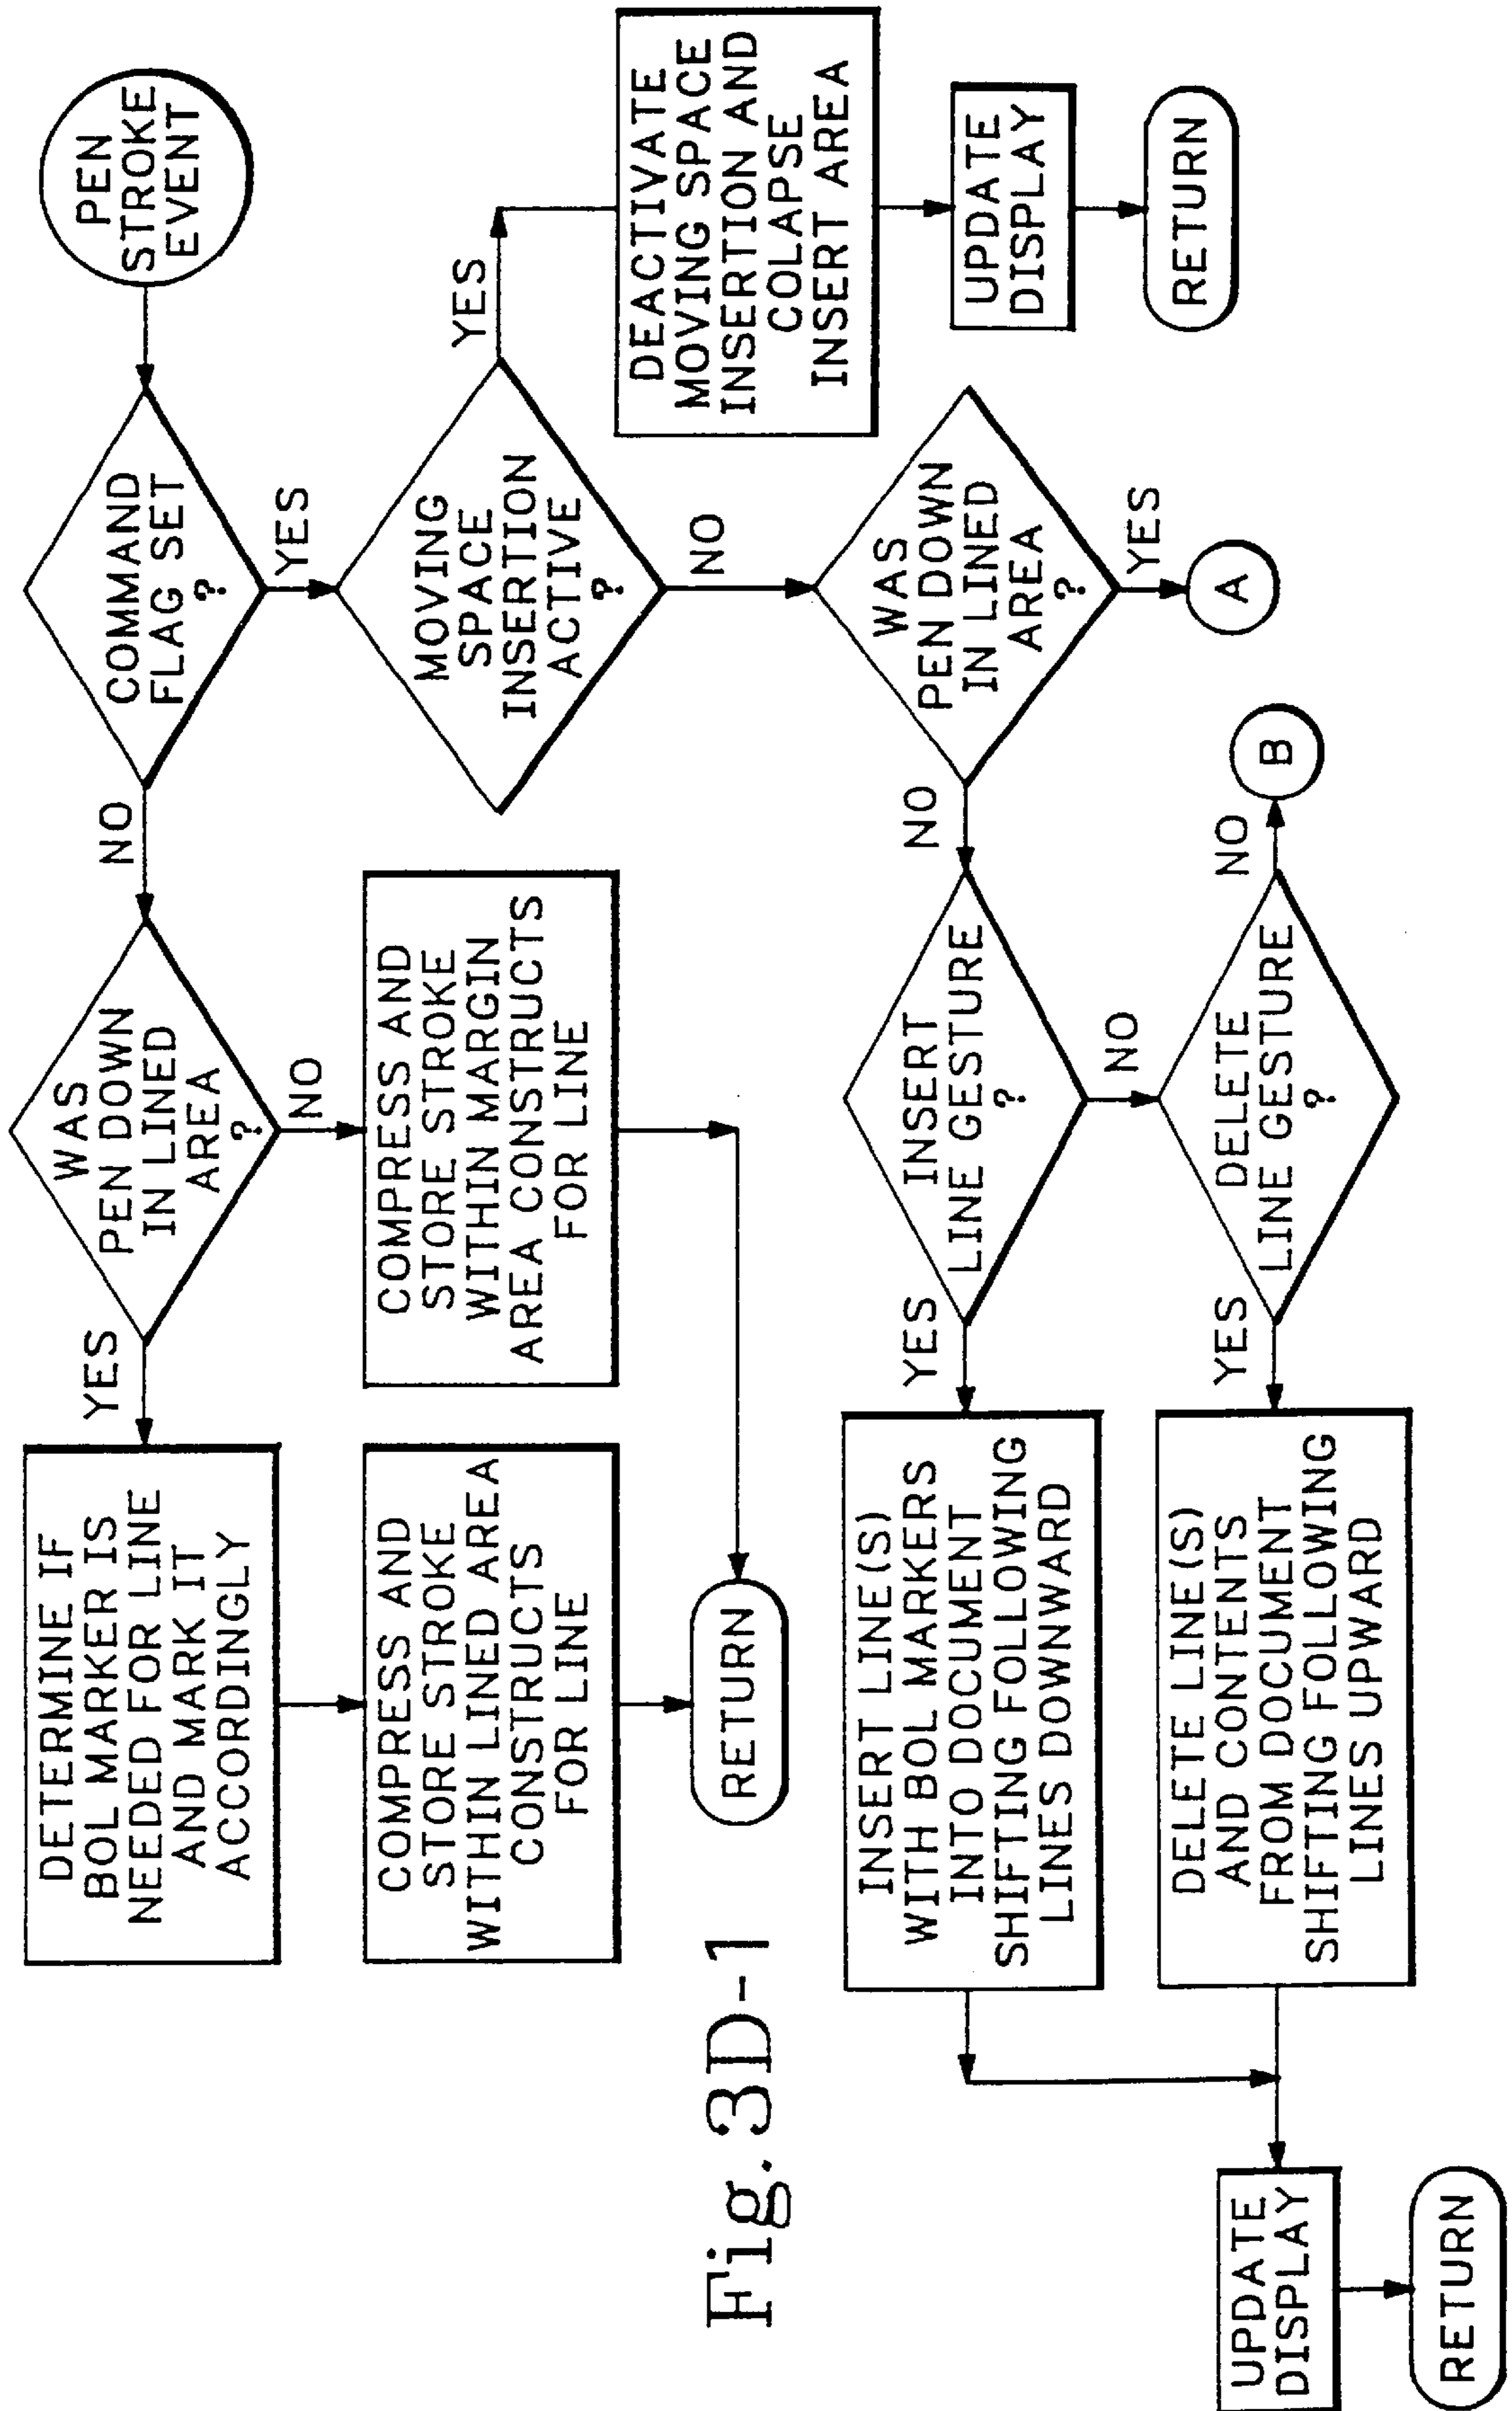 PEN
STROKE
EVENT
COMMAND
FLAG SET
?
NO
YES
WAS
PEN DOWN
IN LINED
AREA
?
YES
NO
DETERMINE IF
BOL MARKER IS
NEEDED FOR LINE
AND MARK IT
ACCORDINGLY
COMPRESS AND
STORE STROKE
WITHIN LINED AREA
CONSTRUCTS
FOR LINE
COMPRESS AND
STORE STROKE
WITHIN MARGIN
AREA CONSTRUCTS
FOR LINE
RETURN
MOVING
SPACE
INSERTION
ACTIVE
?
YES
NO
DEACTIVATE
MOVING SPACE
INSERTION AND
COLAPSE
INSERT AREA
UPDATE
DISPLAY
RETURN
WAS
PEN DOWN
IN LINED
AREA
?
YES
A
NO
INSERT
LINE GESTURE
?
YES
NO
INSERT LINE(S)
WITH BOL MARKERS
INTO DOCUMENT
SHIFTING FOLLOWING
LINES DOWNWARD
DELETE
LINE GESTURE
?
NO
B
YES
DELETE LINE(S)
AND CONTENTS
FROM DOCUMENT
SHIFTING FOLLOWING
LINES UPWARD
UPDATE
DISPLAY
RETURN
Fig. 3D-1